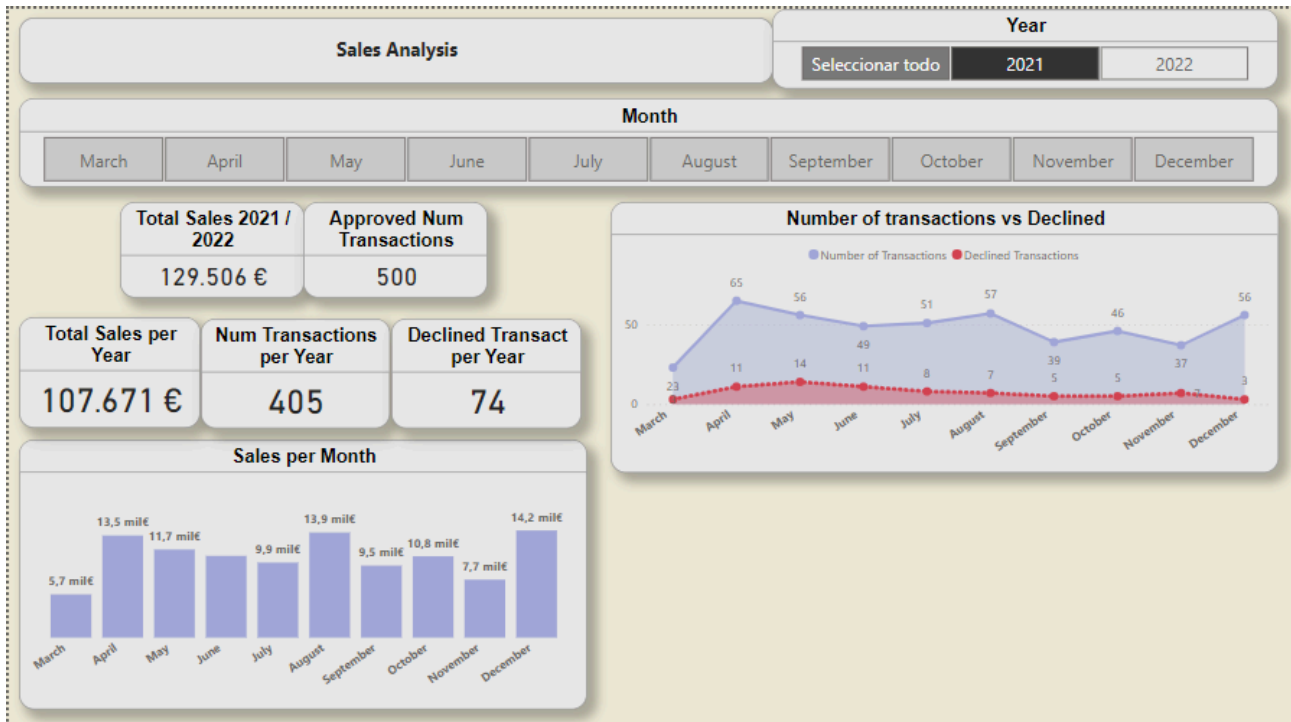 Sales Analysis
Year
Seleccionar todo 2021 2022
Month
March April May June July August September October November December
Total Sales 2021 /
2022
129.506 €
Approved Num
Transactions
500
Total Sales per
Year
107.671 €
Num Transactions
per Year
405
Declined Transact
per Year
74
Number of transactions vs Declined
Number of Transactions Declined Transactions
50
0
65
56
49
51
57
39
46
37
56
23
11
14
11
8
7
5
5
7
3
March April May June July August September October November December
Sales per Month
5,7 mil€
13,5 mil€
11,7 mil€
9,9 mil€
13,9 mil€
9,5 mil€
10,8 mil€
7,7 mil€
14,2 mil€
March April May June July August September October November December